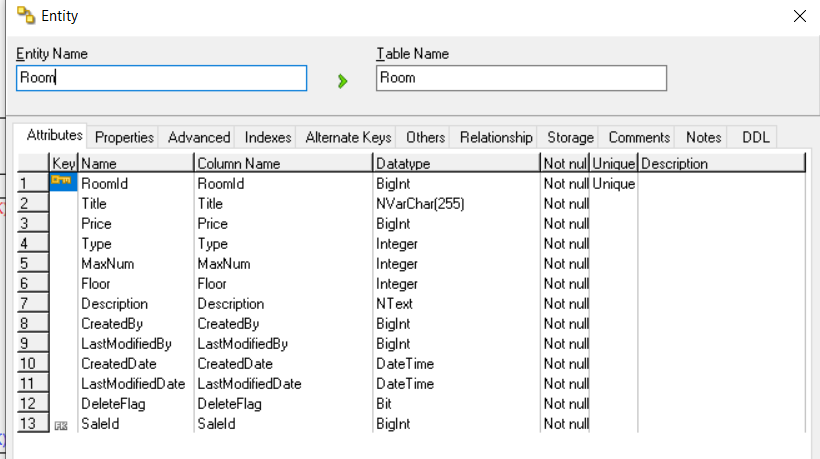 Entity
Entity Name Table Name
Room Room
Attributes Properties Advanced Indexes Alternate Keys Others Relationship Storage Comments Notes DDL
Key Name Column Name Datatype Not nul Unique Description
1 RoomId RoomId BigInt Not null Unique
2 Title Title NVarChar(255) Not null
3 Price Price BigInt Not null
4 Type Type Integer Not null
5 MaxNum MaxNum Integer Not null
6 Floor Floor Integer Not null
7 Description Description NText Not null
8 CreatedBy CreatedBy BigInt Not null
9 LastModifiedBy LastModifiedBy BigInt Not null
10 CreatedDate CreatedDate DateTime Not null
11 LastModifiedDate LastModifiedDate DateTime Not null
12 DeleteFlag DeleteFlag Bit Not null
13 FK SaleId SaleId BigInt Not null